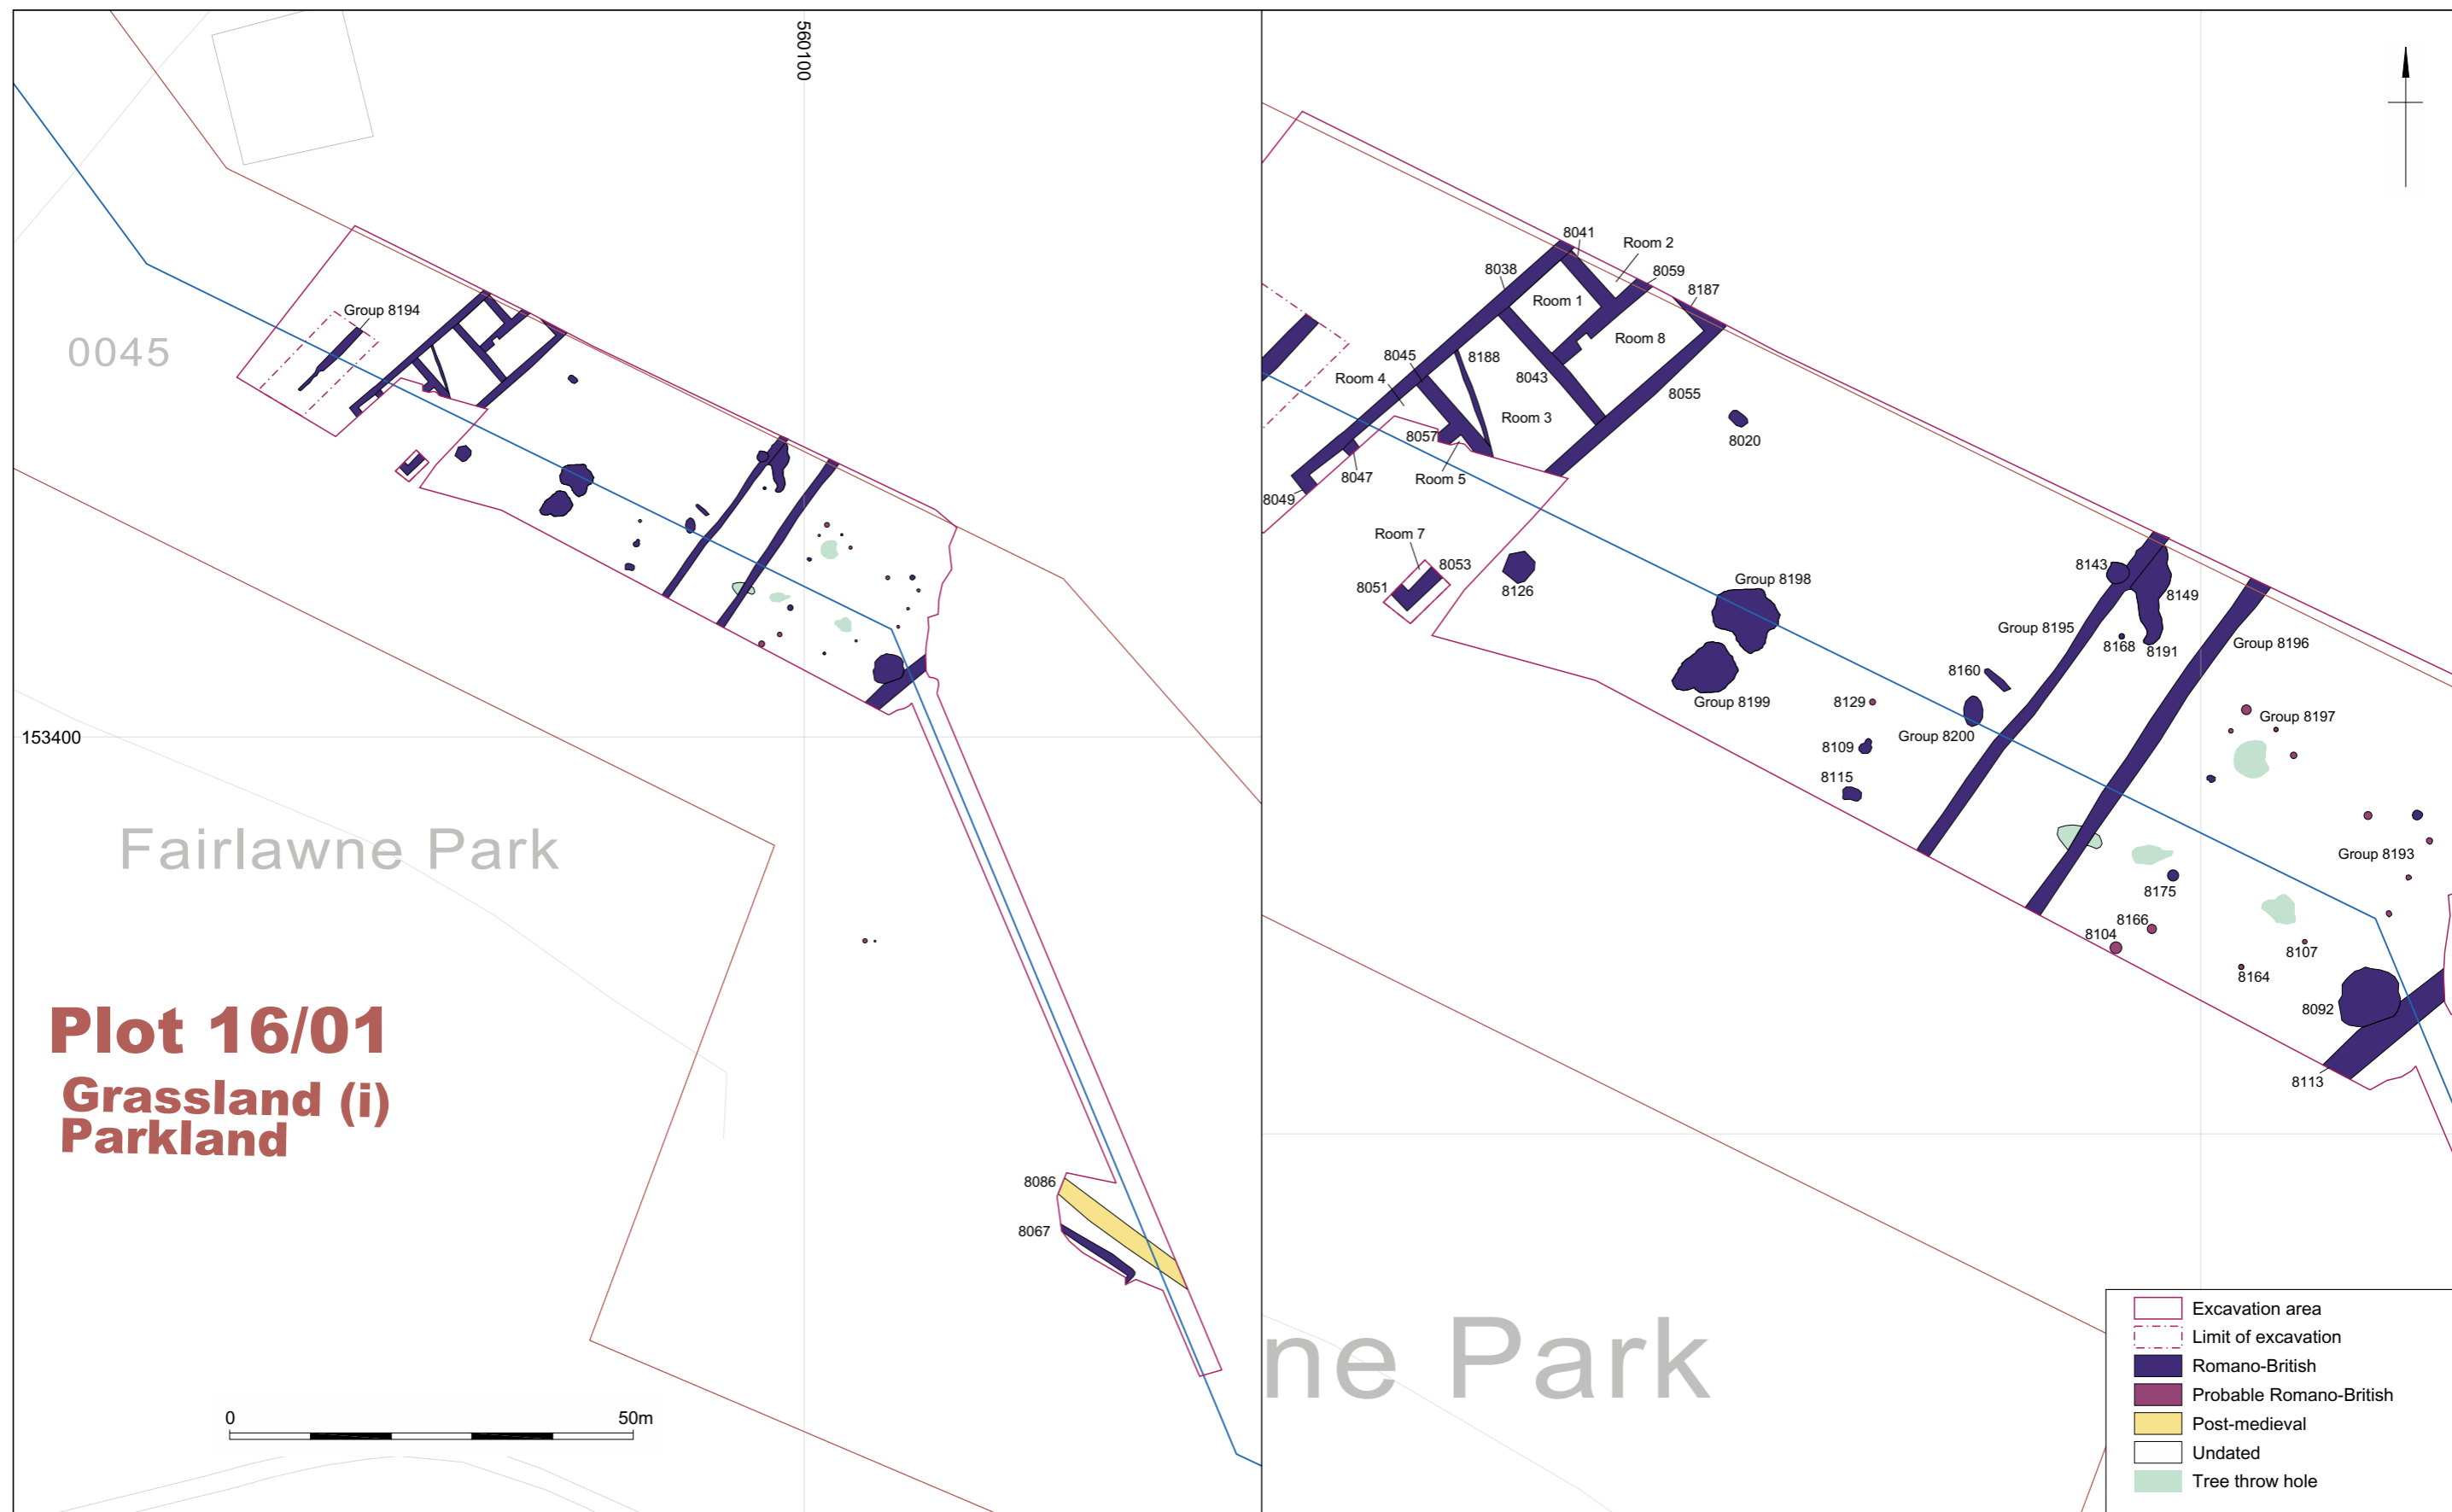 560100
Group 8194
0045
153400
Fairlawne Park
Plot 16/01
Grassland (i)
Parkland
8086
8067
0
50m
8041
Room 2
8038
8059
8187
Room 1
Room 8
8045
8188
Room 4
8043
8055
Room 3
8057
8020
8047
Room 5
8049
Room 7
8053
8051
8126
Group 8198
Group 8199
8143
8149
Group 8195
8168
8191
Group 8196
8160
8129
Group 8197
8109
Group 8200
8115
Group 8193
8175
8166
8104
8107
8164
8092
8113
ne Park
Excavation area
Limit of excavation
Romano-British
Probable Romano-British
Post-medieval
Undated
Tree throw hole